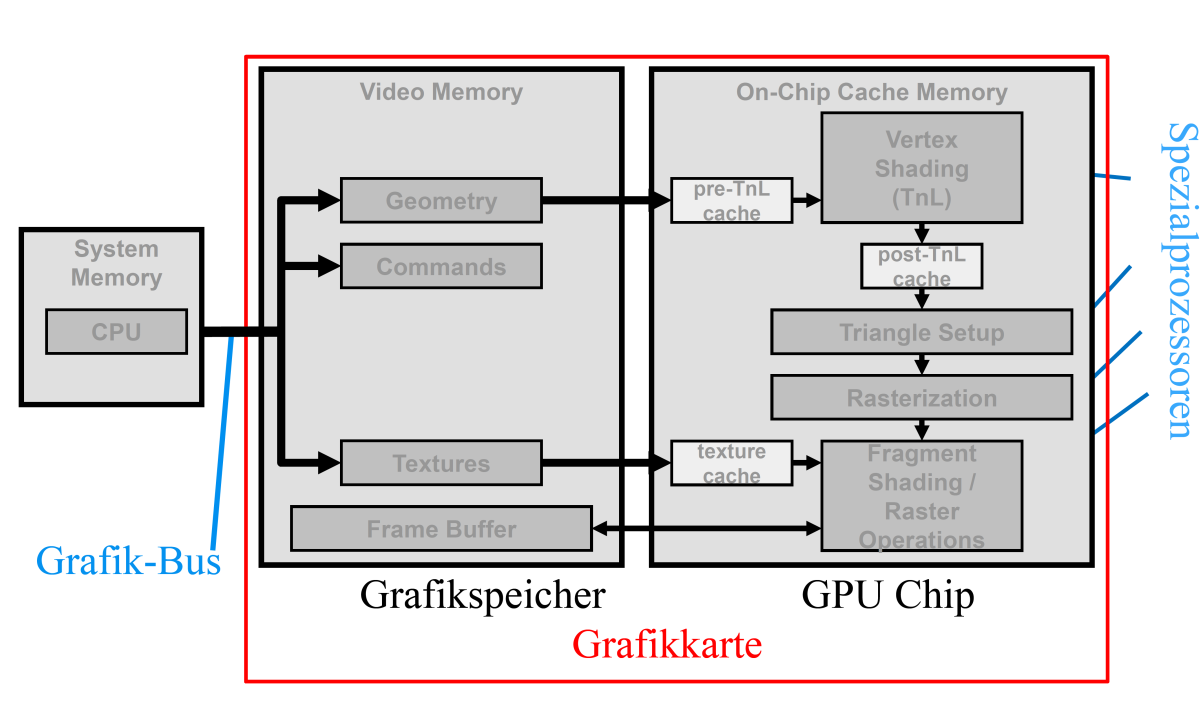 System
Memory
CPU
Grafik-Bus
Video Memory
Geometry
Commands
Textures
Frame Buffer
Grafikspeicher
On-Chip Cache Memory
Vertex
Shading
(TnL)
pre-TnL
cache
post-TnL
cache
Triangle Setup
Rasterization
texture
cache
Fragment
Shading /
Raster
Operations
GPU Chip
Grafikkarte
Spezialprozessoren